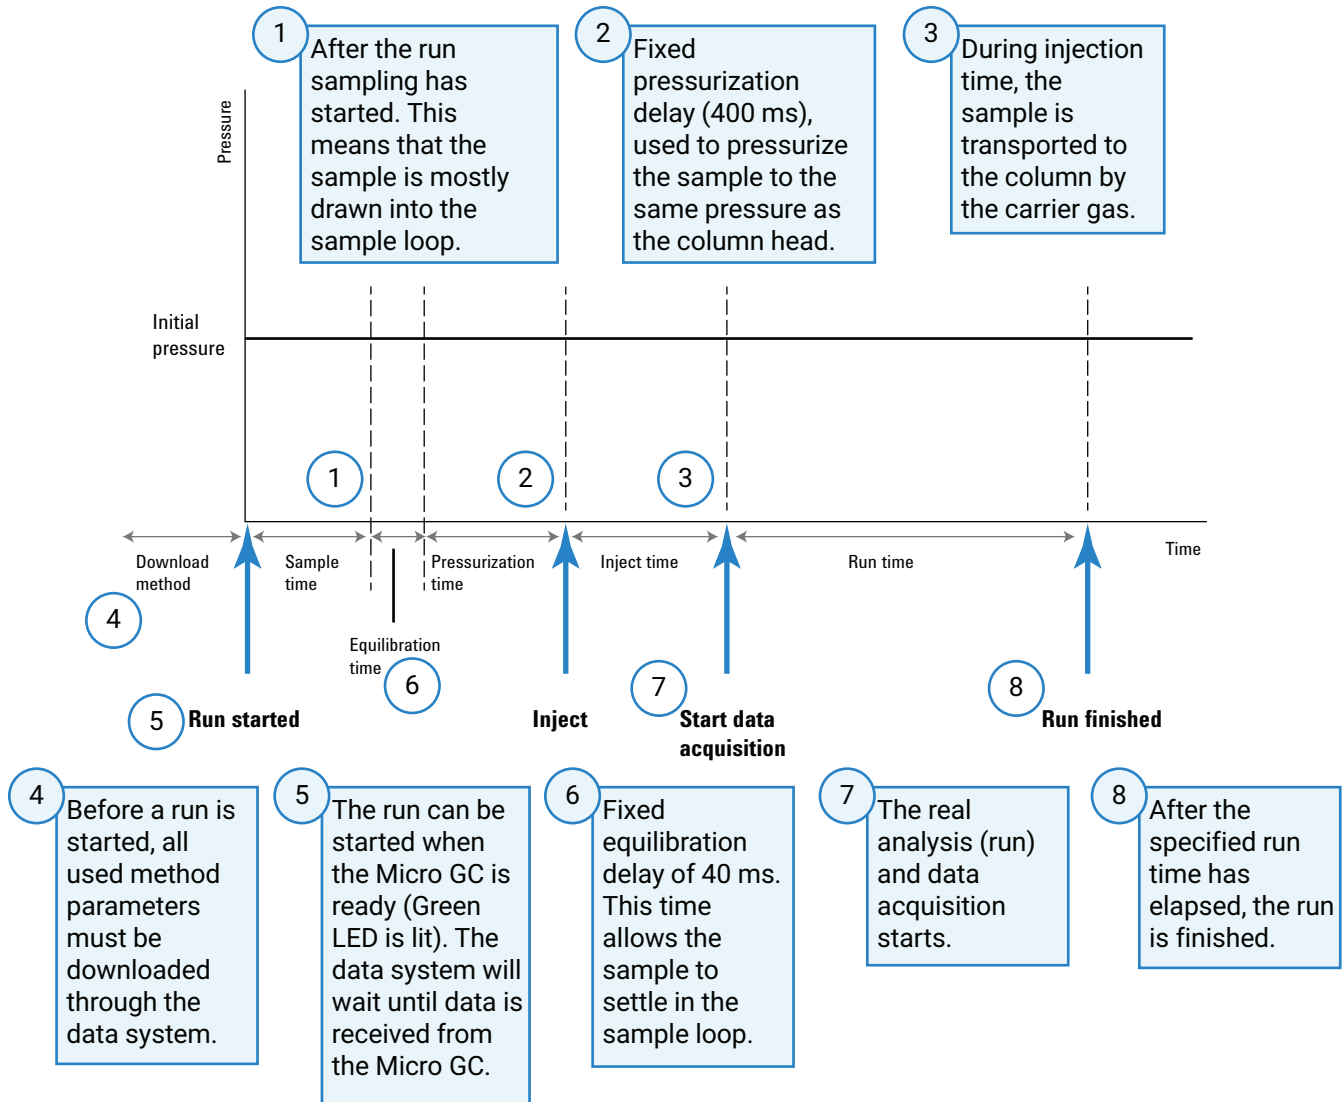 1
After the run
sampling has
started. This
means that the
sample is mostly
drawn into the
sample loop.
2
Fixed
pressurization
delay (400 ms),
used to pressurize
the sample to the
same pressure as
the column head.
3
During injection
time, the
sample is
transported to
the column by
the carrier gas.
Pressure
Initial
pressure
1
2
3
Time
Download
method
Sample
time
Pressurization
time
Inject time
Run time
4
Equilibration
time
6
5
Run started
Inject
7
Start data
acquisition
8
Run finished
4
Before a run is
started, all
used method
parameters
must be
downloaded
through the
data system.
5
The run can be
started when
the Micro GC is
ready (Green
LED is lit). The
data system will
wait until data is
received from
the Micro GC.
6
Fixed
equilibration
delay of 40 ms.
This time
allows the
sample to
settle in the
sample loop.
7
The real
analysis (run)
and data
acquisition
starts.
8
After the
specified run
time has
elapsed, the run
is finished.